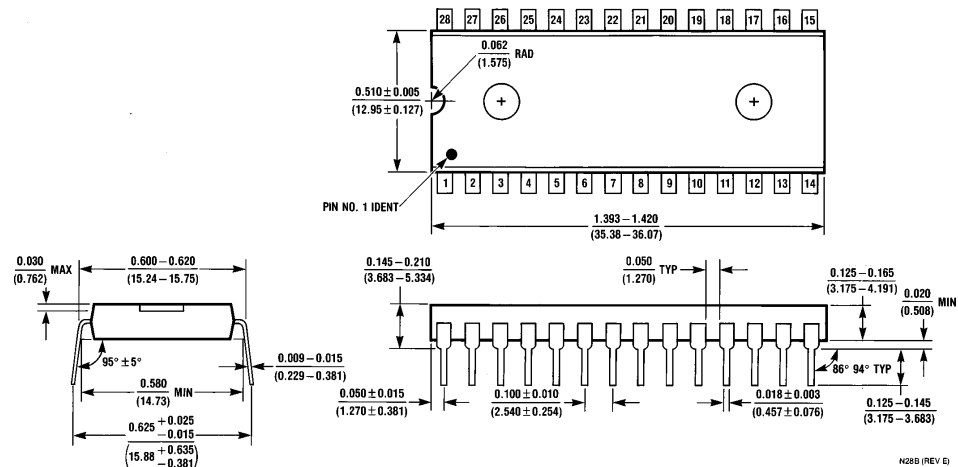 28 27 26 25 24 23 22 21 20 19 18 17 16 15
0.062
(1.575) RAD
0.510 ± 0.005
(12.95 ± 0.127)
PIN NO. 1 IDENT
1 2 3 4 5 6 7 8 9 10 11 12 13 14
1.393 – 1.420
(35.38 – 36.07)
0.030
(0.762) MAX
0.600 – 0.620
(15.24 – 15.75)
95° ± 5°
0.009 – 0.015
(0.229 – 0.381)
0.580
(14.73) MIN
0.625 +0.025
-0.015
(15.88 +0.635
-0.381)
0.145 – 0.210
(3.683 – 5.334)
0.050
(1.270) TYP
0.125 – 0.165
(3.175 – 4.191)
0.020
(0.508) MIN
86° 94° TYP
0.050 ± 0.015
(1.270 ± 0.381)
0.100 ± 0.010
(2.540 ± 0.254)
0.018 ± 0.003
(0.457 ± 0.076)
0.125 – 0.145
(3.175 – 3.683)
N28B (REV E)